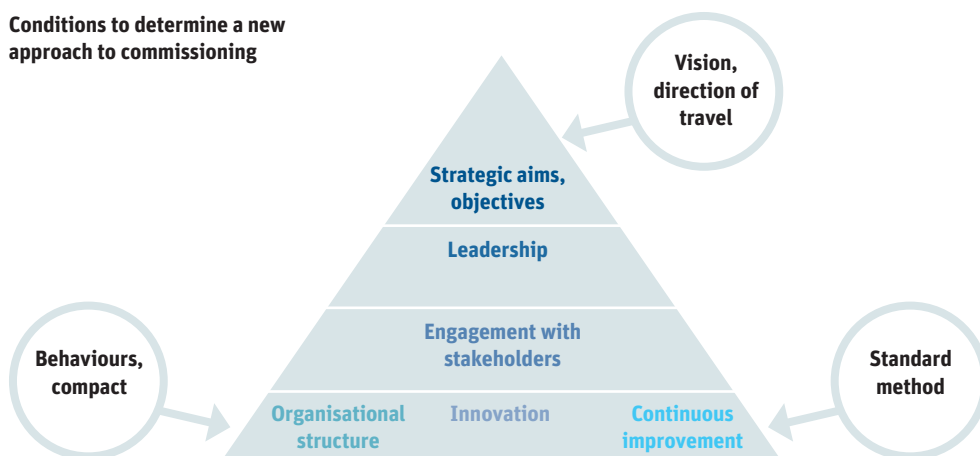 Conditions to determine a new
approach to commissioning
Vision,
direction of
travel
Strategic aims,
objectives
Leadership
Engagement with
stakeholders
Behaviours,
compact
Standard
method
Organisational
structure
Innovation
Continuous
improvement